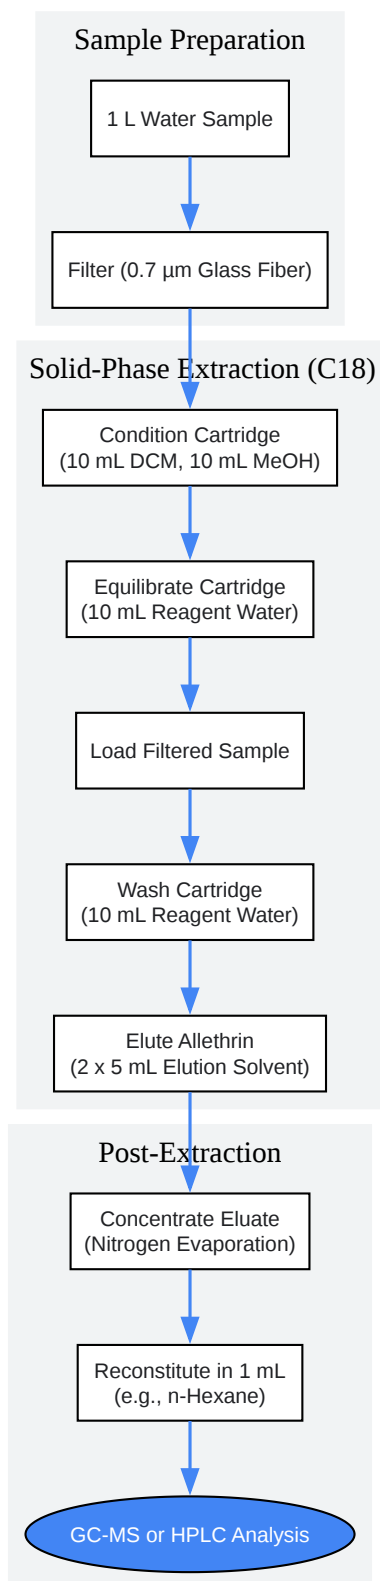 Sample Preparation
1 L Water Sample
Filter (0.7 µm Glass Fiber)
Solid-Phase Extraction (C18)
Condition Cartridge
(10 mL DCM, 10 mL MeOH)
Equilibrate Cartridge
(10 mL Reagent Water)
Load Filtered Sample
Wash Cartridge
(10 mL Reagent Water)
Elute Allethrin
(2 x 5 mL Elution Solvent)
Post-Extraction
Concentrate Eluate
(Nitrogen Evaporation)
Reconstitute in 1 mL
(e.g., n-Hexane)
GC-MS or HPLC Analysis